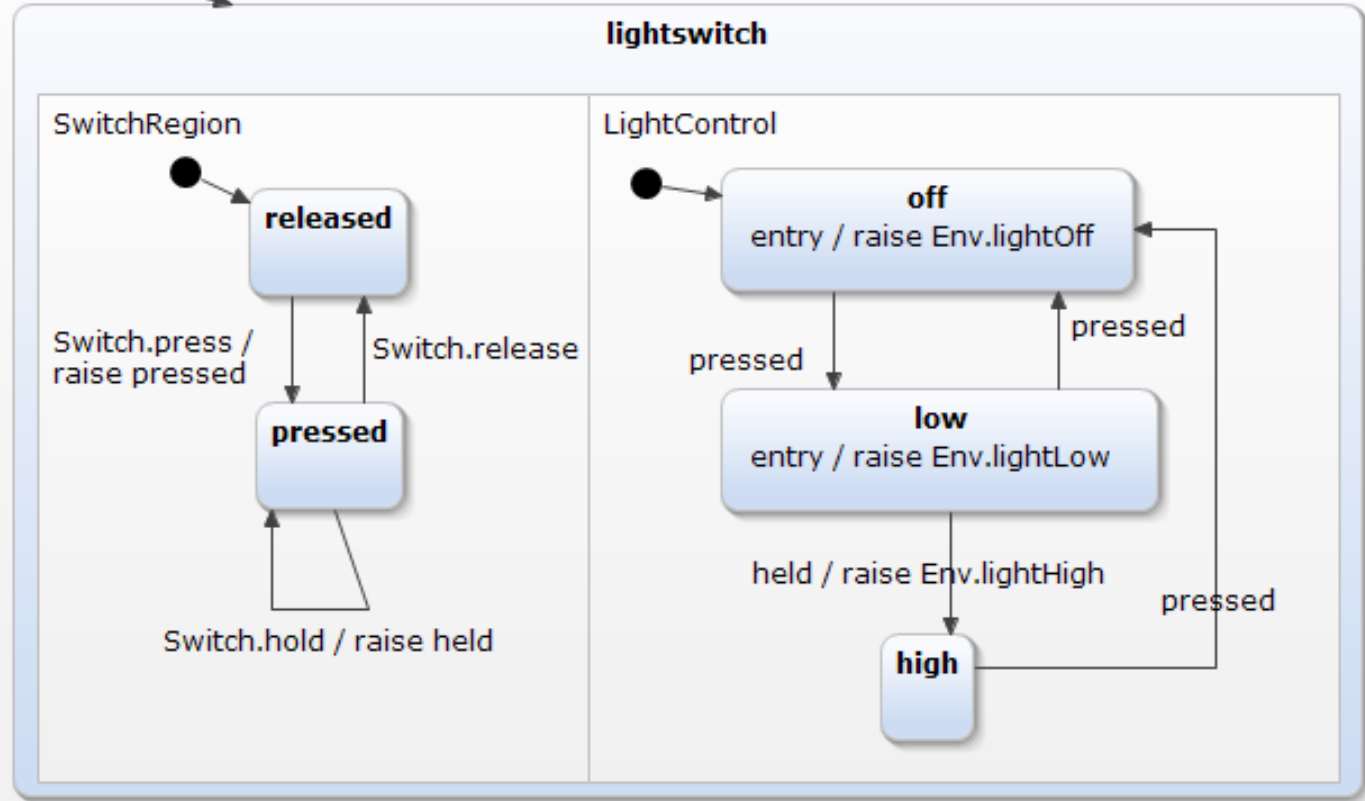 lightswitch
SwitchRegion
released
Switch.press /
raise pressed
Switch.release
pressed
Switch.hold / raise held
LightControl
off
entry / raise Env.lightOff
pressed
pressed
low
entry / raise Env.lightLow
held / raise Env.lightHigh
pressed
high